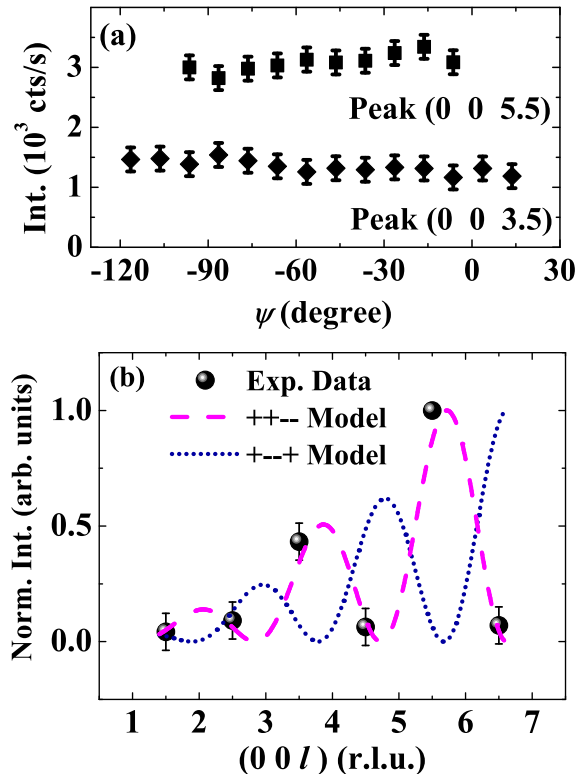 (a)
Int. (10³ cts/s)
3
2
1
0
Peak (0 0 5.5)
Peak (0 0 3.5)
-120 -90 -60 -30 0 30
ψ (degree)
(b)
Exp. Data
++-- Model
+--+ Model
Norm. Int. (arb. units)
1.0
0.5
0.0
1 2 3 4 5 6 7
(0 0 l) (r.l.u.)